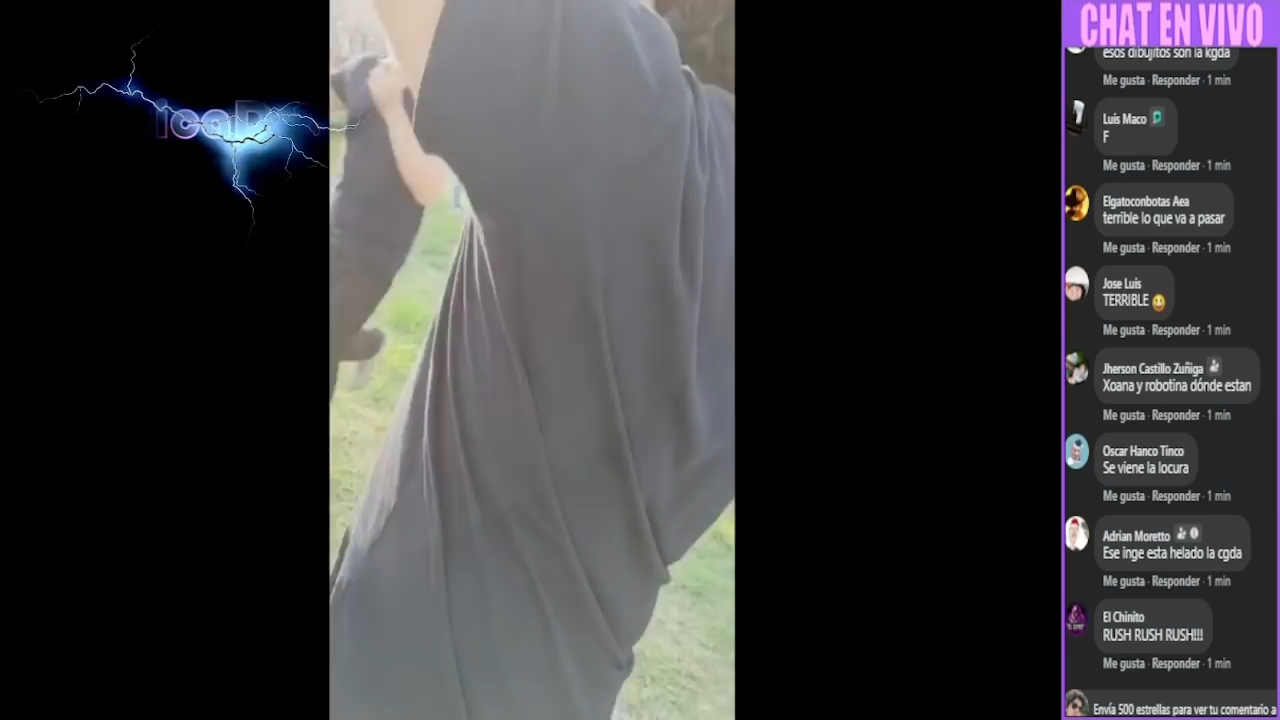 icaD
CHAT EN VIVO
esos dibujitos son la kgda
Me gusta · Responder · 1 min
Luis Maco
F
Me gusta · Responder · 1 min
Elgatoconbotas Aea
terrible lo que va a pasar
Me gusta · Responder · 1 min
Jose Luis
TERRIBLE 😃
Me gusta · Responder · 1 min
Jherson Castillo Zuñiga
Xoana y robotina dónde estan
Me gusta · Responder · 1 min
Oscar Hanco Tinco
Se viene la locura
Me gusta · Responder · 1 min
Adrian Moretto
Ese inge esta helado la cgda
Me gusta · Responder · 1 min
El Chinito
RUSH RUSH RUSH!!!
Me gusta · Responder · 1 min
Envía 500 estrellas para ver tu comentario a